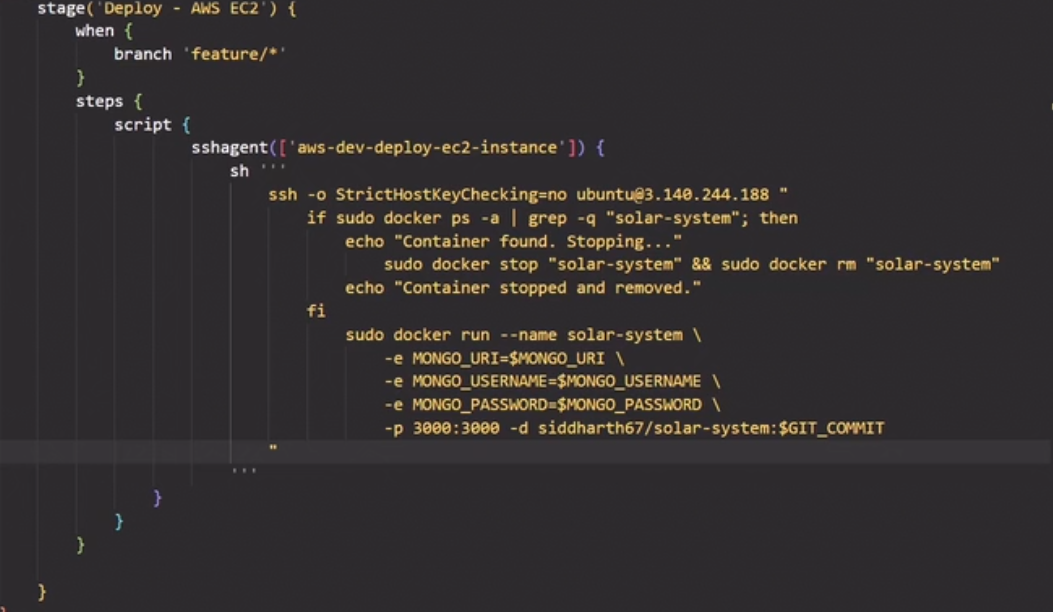 stage('Deploy - AWS EC2') {
when {
branch 'feature/*'
}
steps {
script {
sshagent(['aws-dev-deploy-ec2-instance']) {
sh '''
ssh -o StrictHostKeyChecking=no ubuntu@3.140.244.188 "
if sudo docker ps -a | grep -q "solar-system"; then
echo "Container found. Stopping..."
sudo docker stop "solar-system" && sudo docker rm "solar-system"
echo "Container stopped and removed."
fi
sudo docker run --name solar-system \
-e MONGO_URI=$MONGO_URI \
-e MONGO_USERNAME=$MONGO_USERNAME \
-e MONGO_PASSWORD=$MONGO_PASSWORD \
-p 3000:3000 -d siddharth67/solar-system:$GIT_COMMIT
"
'''
}
}
}
}